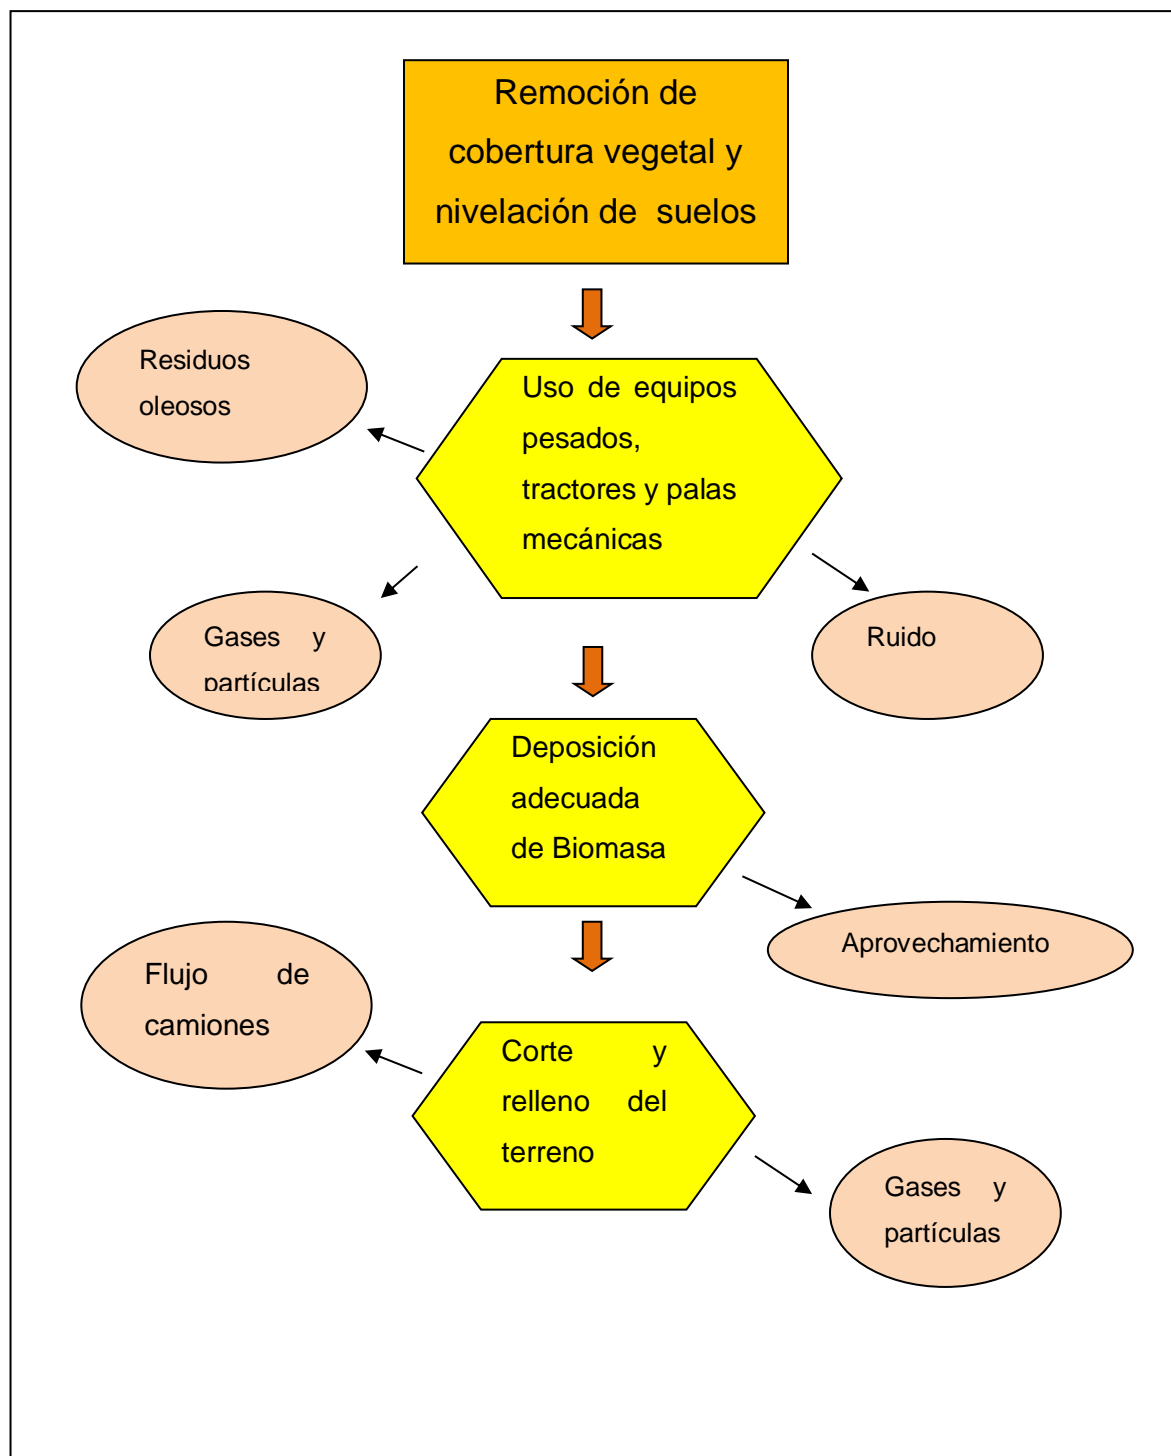 Remoción de
cobertura vegetal y
nivelación de suelos
Residuos
oleosos
Uso de equipos
pesados,
tractores y palas
mecánicas
Gases y
partículas
Ruido
Deposición
adecuada
de Biomasa
Aprovechamiento
Flujo de
camiones
Corte y
relleno del
terreno
Gases y
partículas